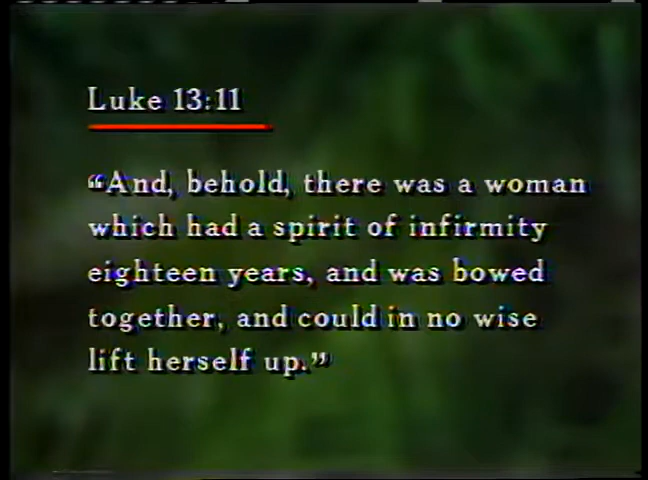 Luke 13:11
“And, behold, there was a woman
which had a spirit of infirmity
eighteen years, and was bowed
together, and could in no wise
lift herself up.”